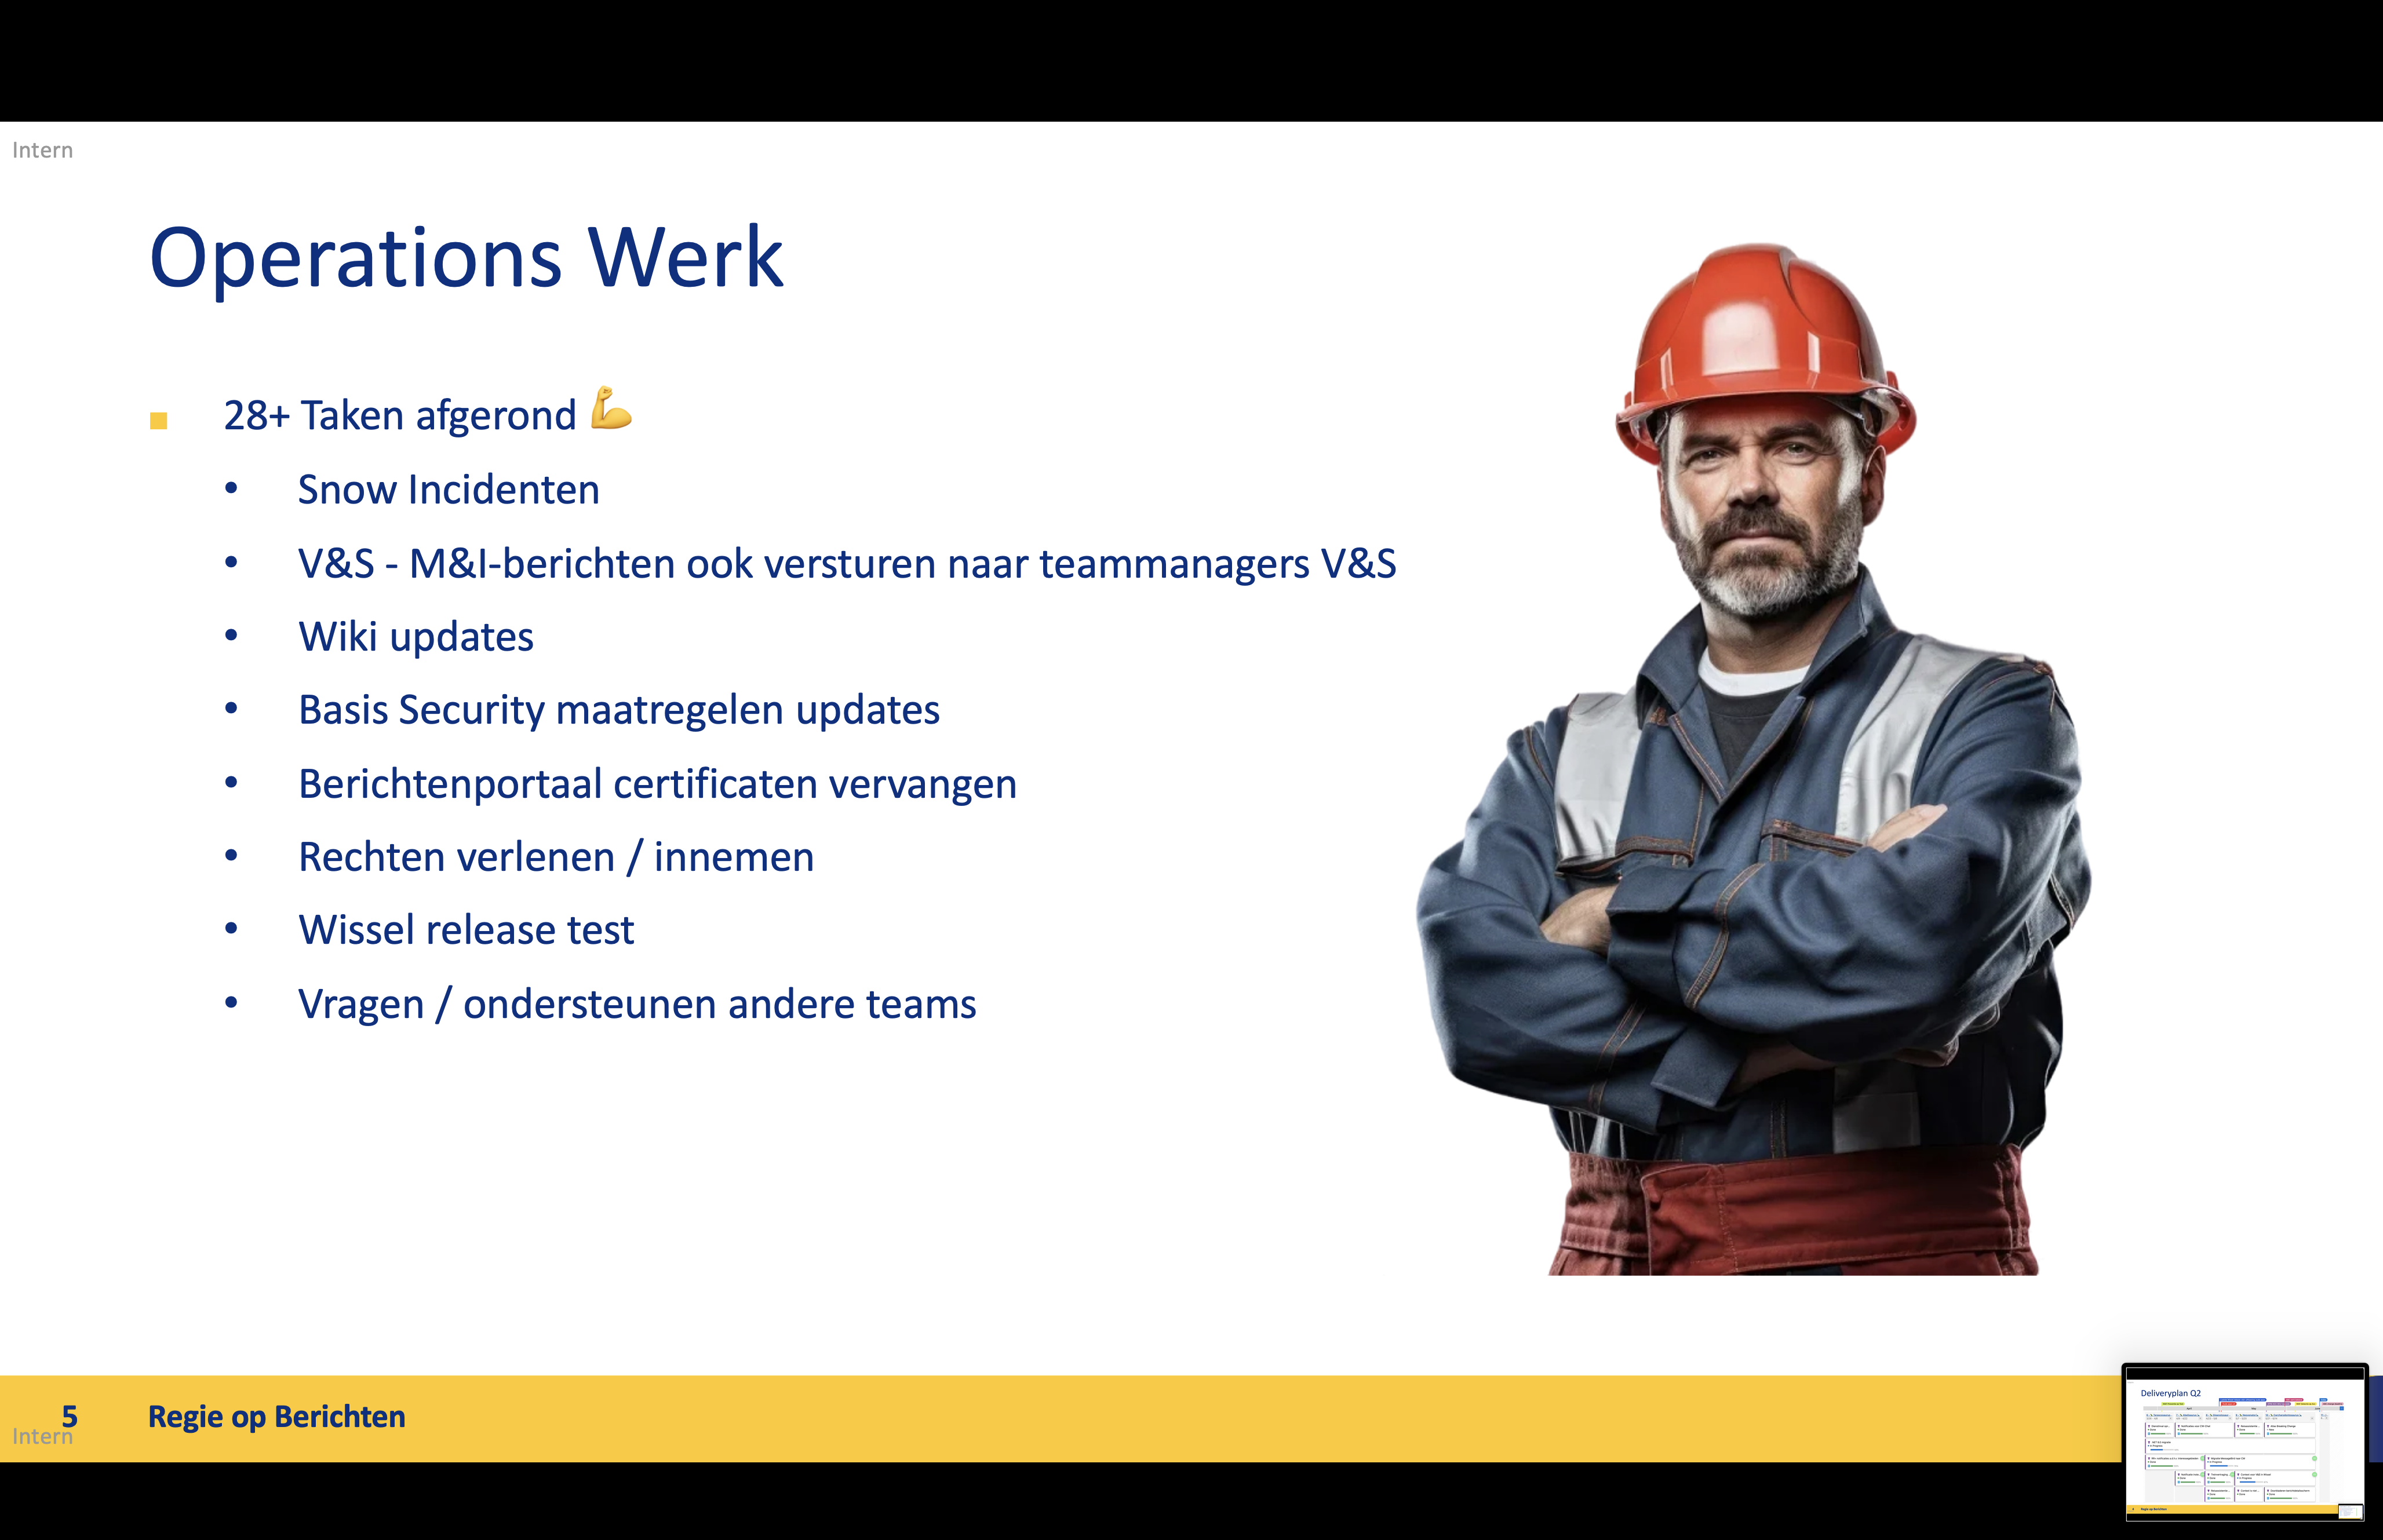 Intern
Operations Werk
28+ Taken afgerond 💪
Snow Incidenten
V&S - M&I-berichten ook versturen naar teammanagers V&S
Wiki updates
Basis Security maatregelen updates
Berichtenportaal certificaten vervangen
Rechten verlenen / innemen
Wissel release test
Vragen / ondersteunen andere teams
5 Regie op Berichten
Intern
Deliveryplan Q2